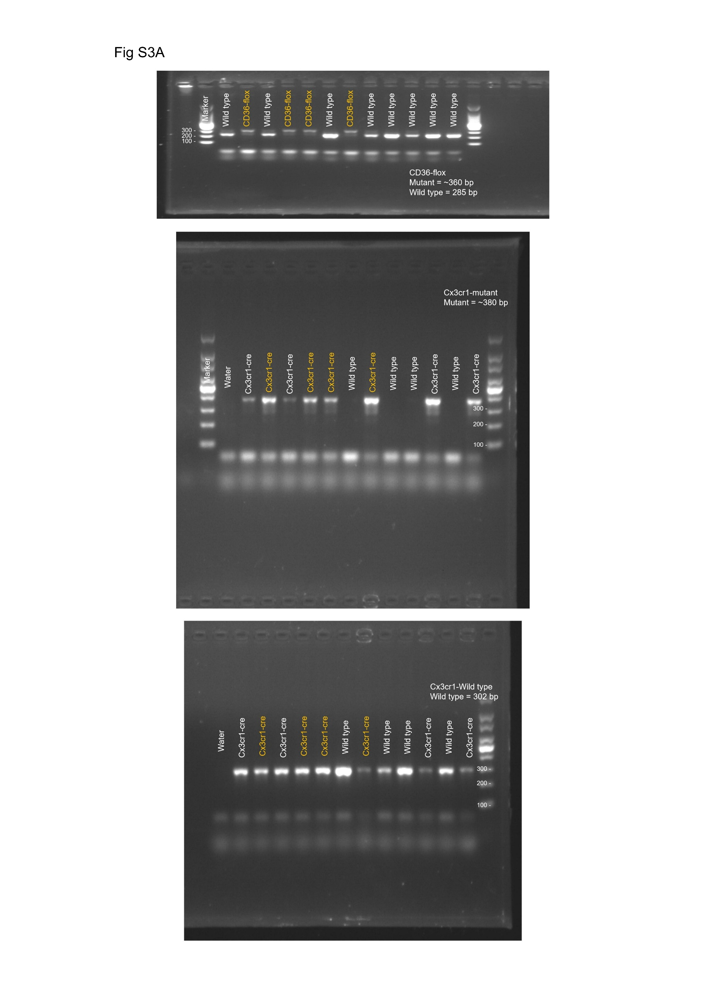 Fig S3A
Marker
Wild type
CD36-flox
Wild type
CD36-flox
CD36-flox
Wild type
CD36-flox
Wild type
Wild type
Wild type
Wild type
Wild type
300 -
200 -
100 -
CD36-flox
Mutant = ~360 bp
Wild type = 285 bp
Cx3cr1-mutant
Mutant = ~380 bp
Marker
Water
Cx3cr1-cre
Cx3cr1-cre
Cx3cr1-cre
Cx3cr1-cre
Cx3cr1-cre
Wild type
Cx3cr1-cre
Wild type
Wild type
Cx3cr1-cre
Wild type
Cx3cr1-cre
300 -
200 -
100 -
Cx3cr1-Wild type
Wild type = 302 bp
Water
Cx3cr1-cre
Cx3cr1-cre
Cx3cr1-cre
Cx3cr1-cre
Cx3cr1-cre
Wild type
Cx3cr1-cre
Wild type
Wild type
Cx3cr1-cre
Wild type
Cx3cr1-cre
300 -
200 -
100 -